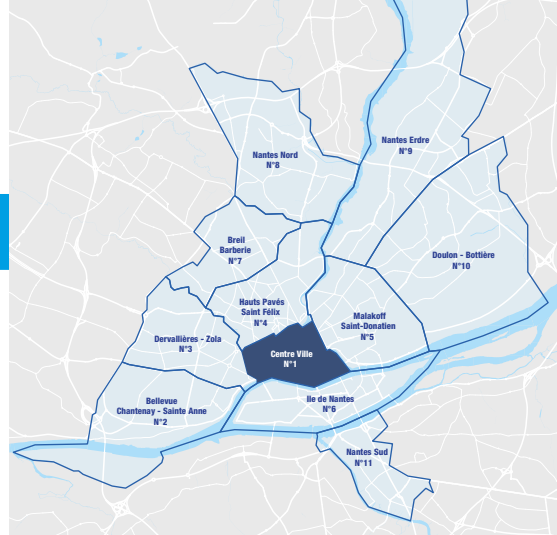 Nantes Erdre
N°9
Nantes Nord
N°8
Breil
Barberie
N°7
Doulon - Bottière
N°10
Hauts Pavés
Saint Félix
N°4
Malakoff
Saint-Donatien
N°5
Dervallières - Zola
N°3
Centre Ville
N°1
Bellevue
Chantenay - Sainte Anne
N°2
Ile de Nantes
N°6
Nantes Sud
N°11